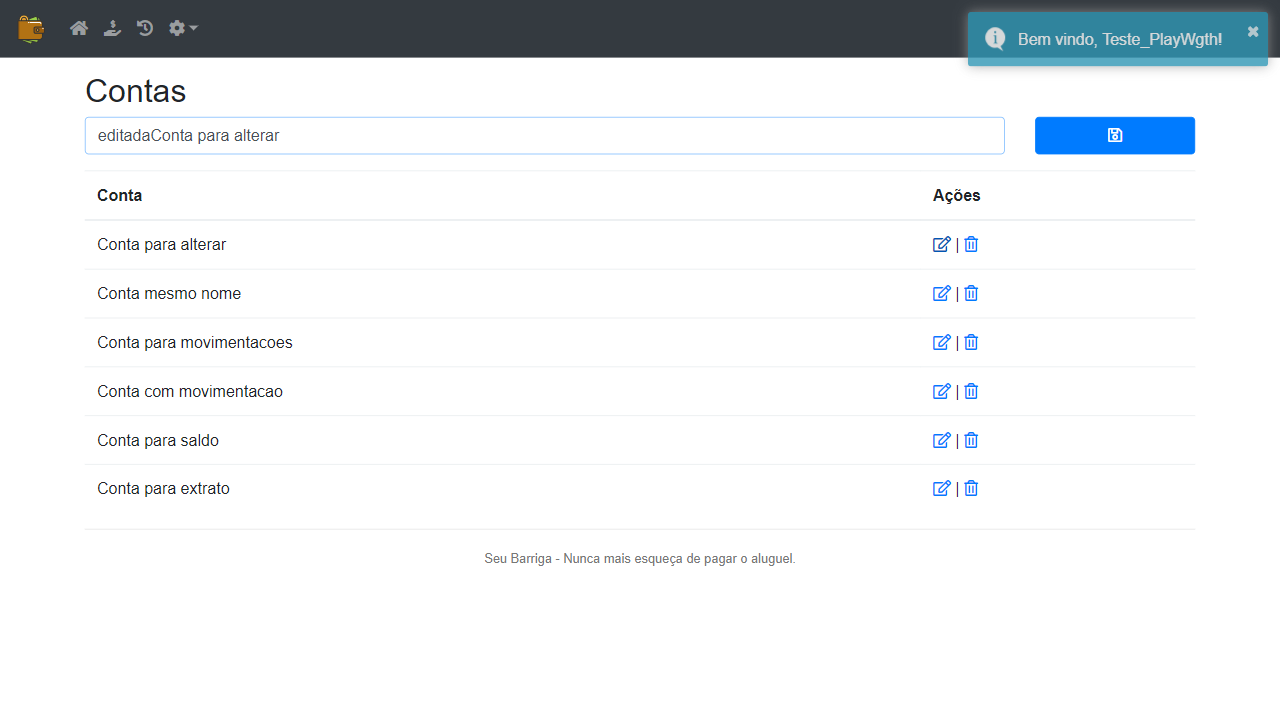 Bem vindo, Teste_PlayWgth!
Contas
editadaConta para alterar
Conta Ações
Conta para alterar |
Conta mesmo nome |
Conta para movimentacoes |
Conta com movimentacao |
Conta para saldo |
Conta para extrato |
Seu Barriga - Nunca mais esqueça de pagar o aluguel.